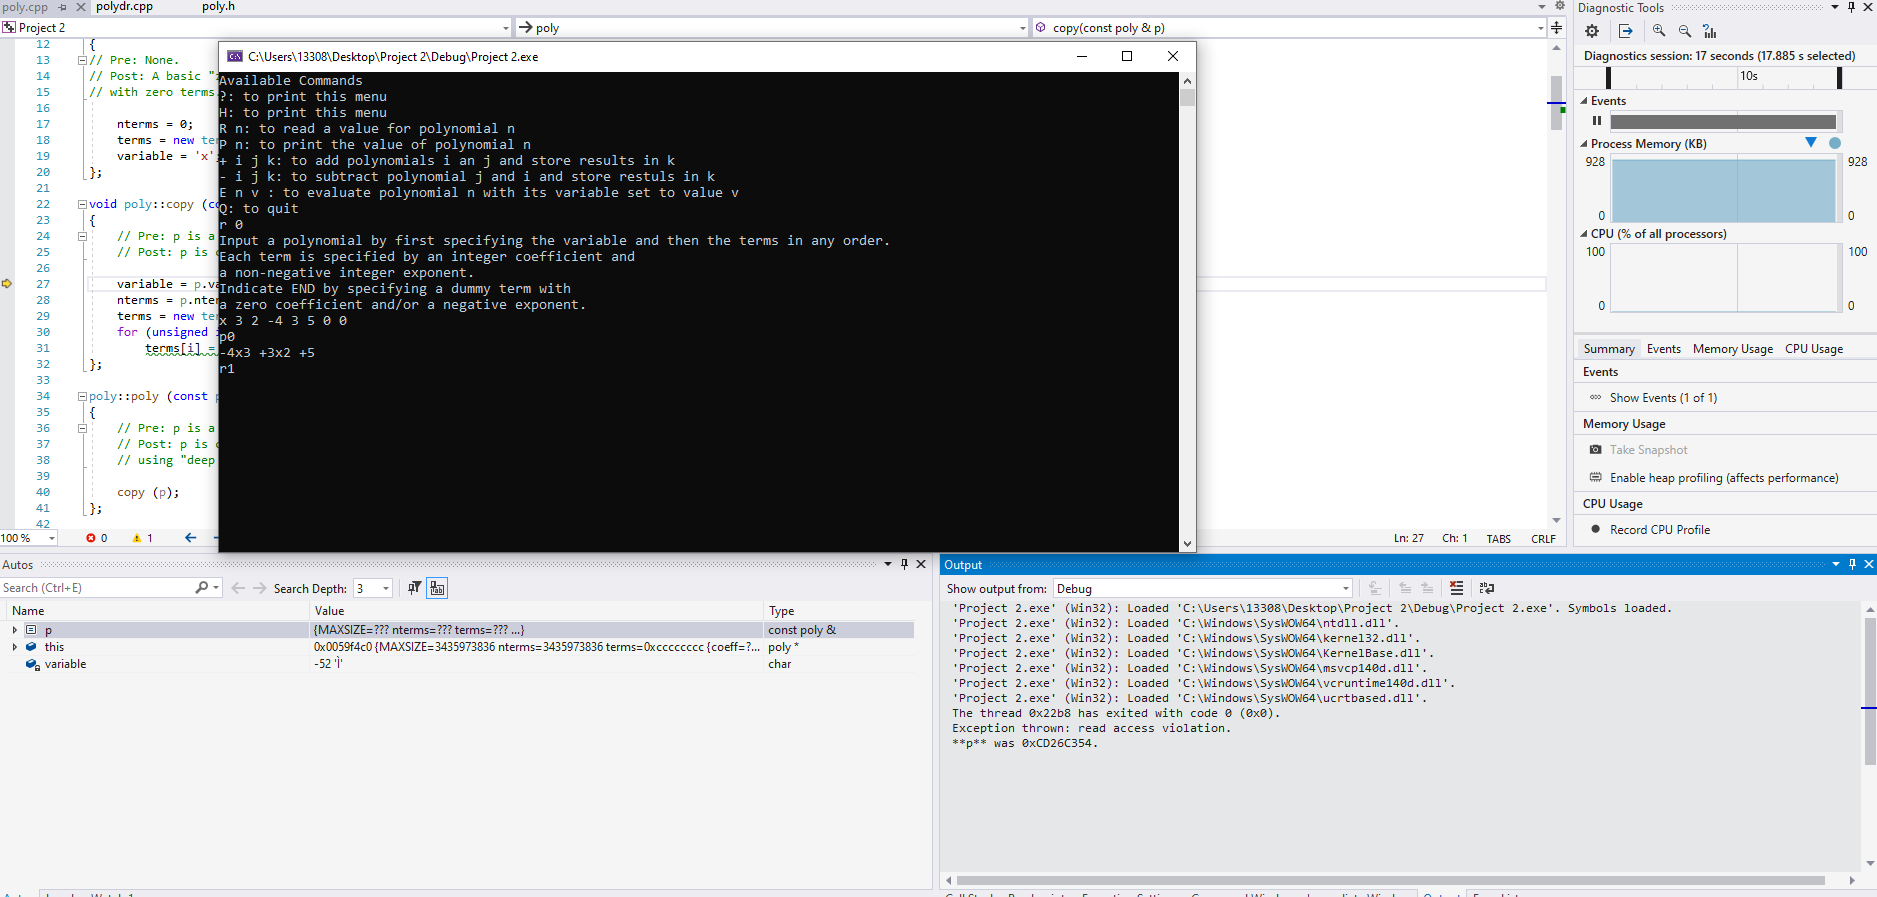 poly.cpp polydr.cpp poly.h
Project 2 poly copy(const poly & p)
12 {
13 // Pre: None.
14 // Post: A basic
15 // with zero terms.
16
17 nterms = 0;
18 terms = new
19 variable = 'x'
20 };
21
22 void poly::copy
23 {
24 // Pre: p is a
25 // Post: p is
26
27 variable =
28 nterms =
29 terms = new
30 for (unsigned
31 terms[i] =
32 };
33
34 poly::poly (const
35 {
36 // Pre: p is a
37 // Post: p is
38 // using "deep
39
40 copy (p);
41 };
42
100 % 0 1
Ln: 27 Ch: 1 TABS CRLF
C:\Users\13308\Desktop\Project 2\Debug\Project 2.exe
Available Commands
?: to print this menu
H: to print this menu
R n: to read a value for polynomial n
P n: to print the value of polynomial n
+ i j k: to add polynomials i an j and store results in k
- i j k: to subtract polynomial j and i and store restuls in k
E n v : to evaluate polynomial n with its variable set to value v
Q: to quit
r 0
Input a polynomial by first specifying the variable and then the terms in any order.
Each term is specified by an integer coefficient and
a non-negative integer exponent.
Indicate END by specifying a dummy term with
a zero coefficient and/or a negative exponent.
x 3 2 -4 3 5 0 0
p0
-4x3 +3x2 +5
r1
Diagnostic Tools
Diagnostics session: 17 seconds (17.885 s selected)
10s
Events
Process Memory (KB)
928 928
0 0
CPU (% of all processors)
100 100
0 0
Summary Events Memory Usage CPU Usage
Events
Show Events (1 of 1)
Memory Usage
Take Snapshot
Enable heap profiling (affects performance)
CPU Usage
Record CPU Profile
Autos
Search (Ctrl+E) Search Depth: 3
Name Value Type
p {MAXSIZE=??? nterms=??? terms=??? ...} const poly &
this 0x0059f4c0 {MAXSIZE=3435973836 nterms=3435973836 terms=0xcccccccc {coeff=?... poly *
variable -52 'Ì' char
Output
Show output from: Debug
'Project 2.exe' (Win32): Loaded 'C:\Users\13308\Desktop\Project 2\Debug\Project 2.exe'. Symbols loaded.
'Project 2.exe' (Win32): Loaded 'C:\Windows\SysWOW64\ntdll.dll'.
'Project 2.exe' (Win32): Loaded 'C:\Windows\SysWOW64\kernel32.dll'.
'Project 2.exe' (Win32): Loaded 'C:\Windows\SysWOW64\KernelBase.dll'.
'Project 2.exe' (Win32): Loaded 'C:\Windows\SysWOW64\msvcp140d.dll'.
'Project 2.exe' (Win32): Loaded 'C:\Windows\SysWOW64\vcruntime140d.dll'.
'Project 2.exe' (Win32): Loaded 'C:\Windows\SysWOW64\ucrtbased.dll'.
The thread 0x22b8 has exited with code 0 (0x0).
Exception thrown: read access violation.
**p** was 0xCD26C354.